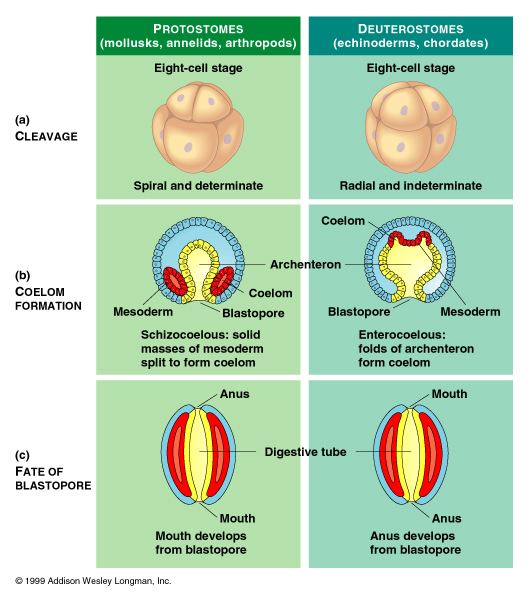 PROTOSTOMES
(mollusks, annelids, arthropods)
DEUTEROSTOMES
(echinoderms, chordates)
(a)
CLEAVAGE
Eight-cell stage
Spiral and determinate
Eight-cell stage
Radial and indeterminate
(b)
COELOM
FORMATION
Coelom
Archenteron
Coelom
Mesoderm
Blastopore
Blastopore
Mesoderm
Schizocoelous: solid
masses of mesoderm
split to form coelom
Enterocoelous:
folds of archenteron
form coelom
(c)
FATE OF
BLASTOPORE
Anus
Mouth
Digestive tube
Mouth
Anus
Mouth develops
from blastopore
Anus develops
from blastopore
© 1999 Addison Wesley Longman, Inc.